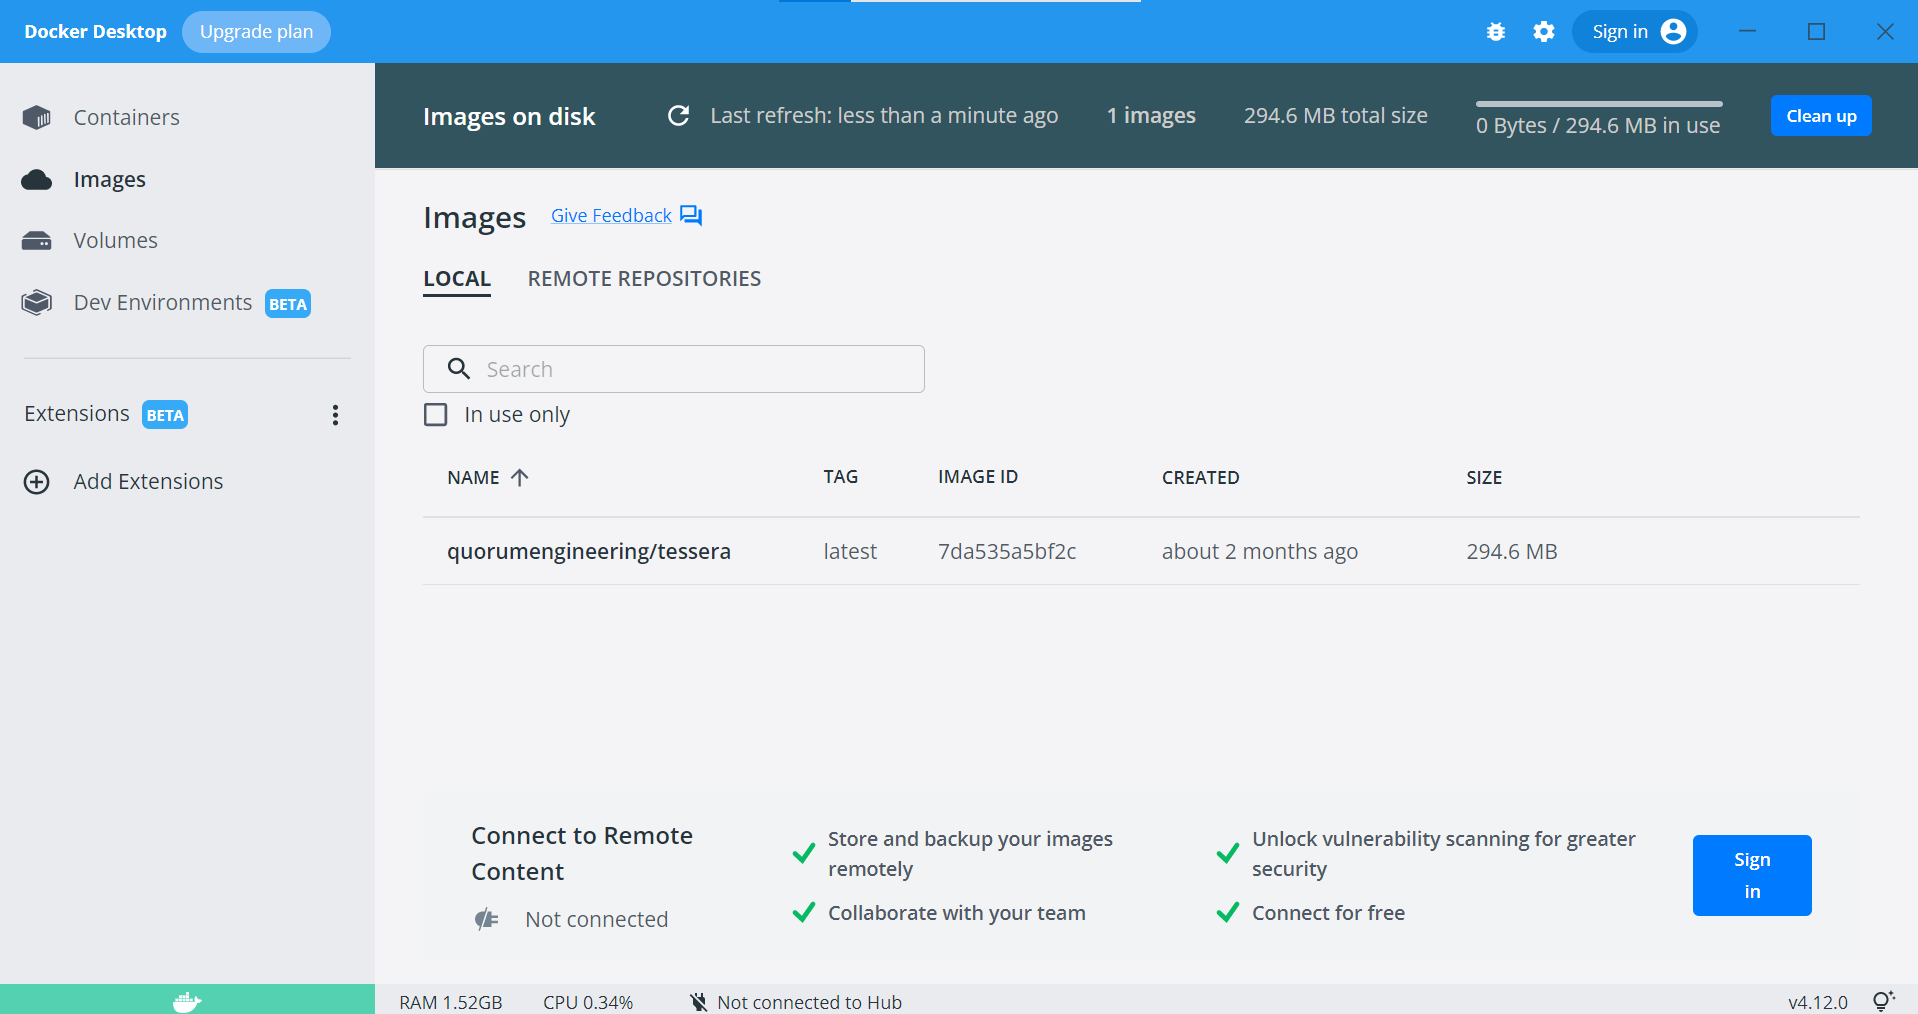 Docker Desktop
Upgrade plan
Sign in
Containers
Images
Volumes
Dev Environments BETA
Extensions BETA
Add Extensions
Images on disk
Last refresh: less than a minute ago
1 images
294.6 MB total size
0 Bytes / 294.6 MB in use
Clean up
Images
Give Feedback
LOCAL
REMOTE REPOSITORIES
Search
In use only
NAME TAG IMAGE ID CREATED SIZE
quorumengineering/tessera latest 7da535a5bf2c about 2 months ago 294.6 MB
Connect to Remote
Content
Not connected
Store and backup your images
remotely
Collaborate with your team
Unlock vulnerability scanning for greater
security
Connect for free
Sign
in
RAM 1.52GB CPU 0.34% Not connected to Hub v4.12.0